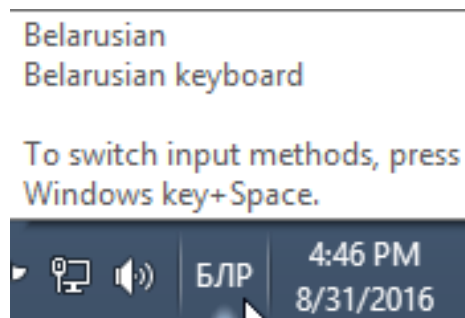 Belarusian
Belarusian keyboard
To switch input methods, press
Windows key+Space.
БЛР
4:46 PM
8/31/2016